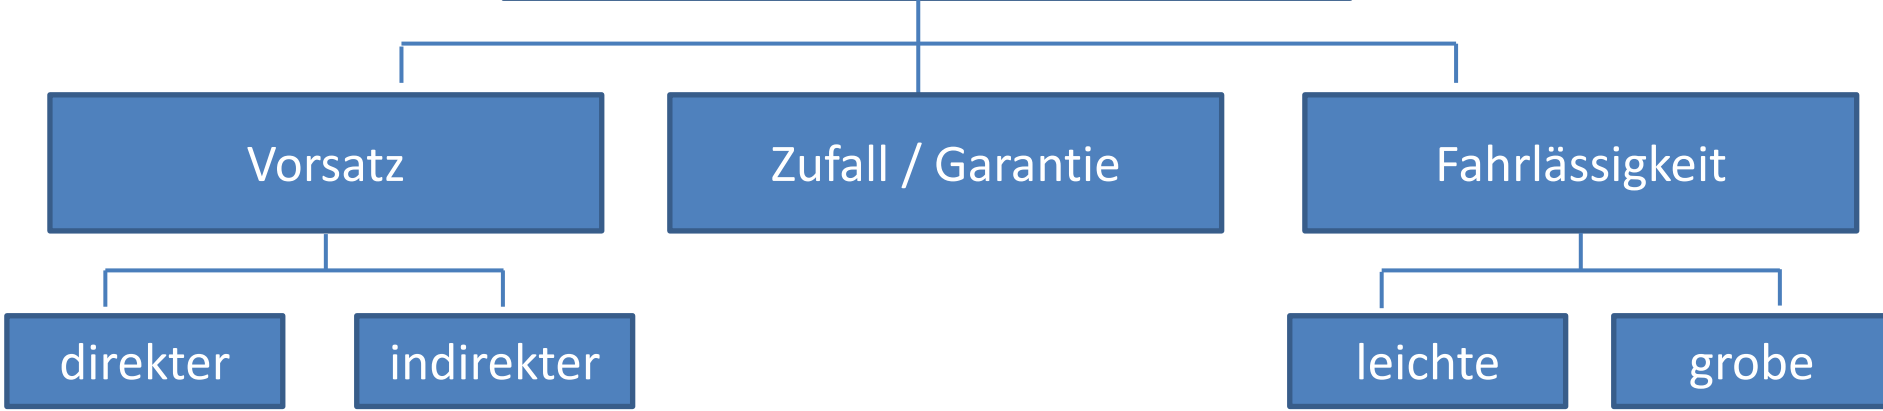 Vorsatz
Zufall / Garantie
Fahrlässigkeit
direkter
indirekter
leichte
grobe